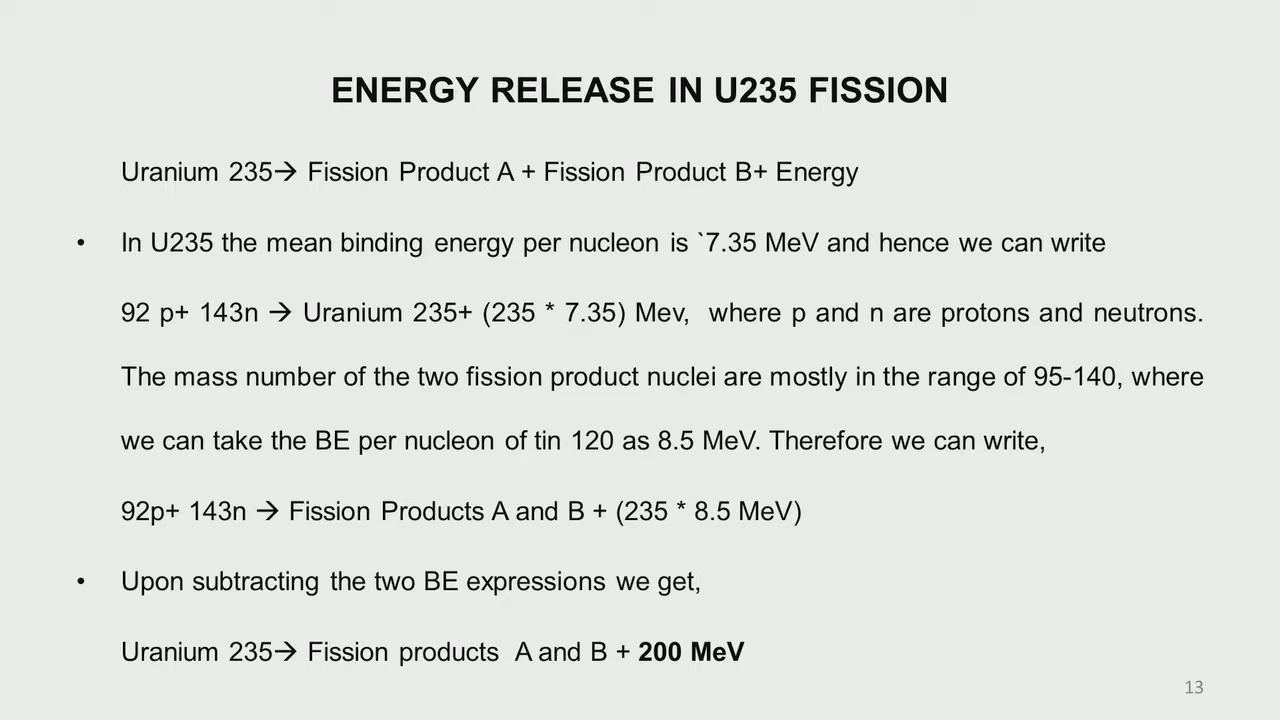 ENERGY RELEASE IN U235 FISSION
Uranium 235→ Fission Product A + Fission Product B+ Energy
• In U235 the mean binding energy per nucleon is `7.35 MeV and hence we can write
92 p+ 143n → Uranium 235+ (235 * 7.35) Mev, where p and n are protons and neutrons.
The mass number of the two fission product nuclei are mostly in the range of 95-140, where
we can take the BE per nucleon of tin 120 as 8.5 MeV. Therefore we can write,
92p+ 143n → Fission Products A and B + (235 * 8.5 MeV)
• Upon subtracting the two BE expressions we get,
Uranium 235→ Fission products A and B + 200 MeV
13